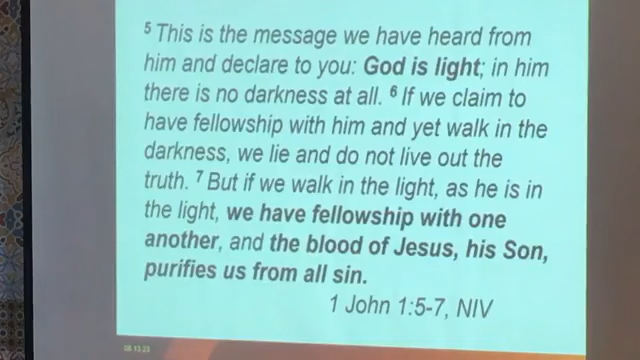 5 This is the message we have heard from
him and declare to you: God is light; in him
there is no darkness at all. 6 If we claim to
have fellowship with him and yet walk in the
darkness, we lie and do not live out the
truth. 7 But if we walk in the light, as he is in
the light, we have fellowship with one
another, and the blood of Jesus, his Son,
purifies us from all sin.
1 John 1:5-7, NIV